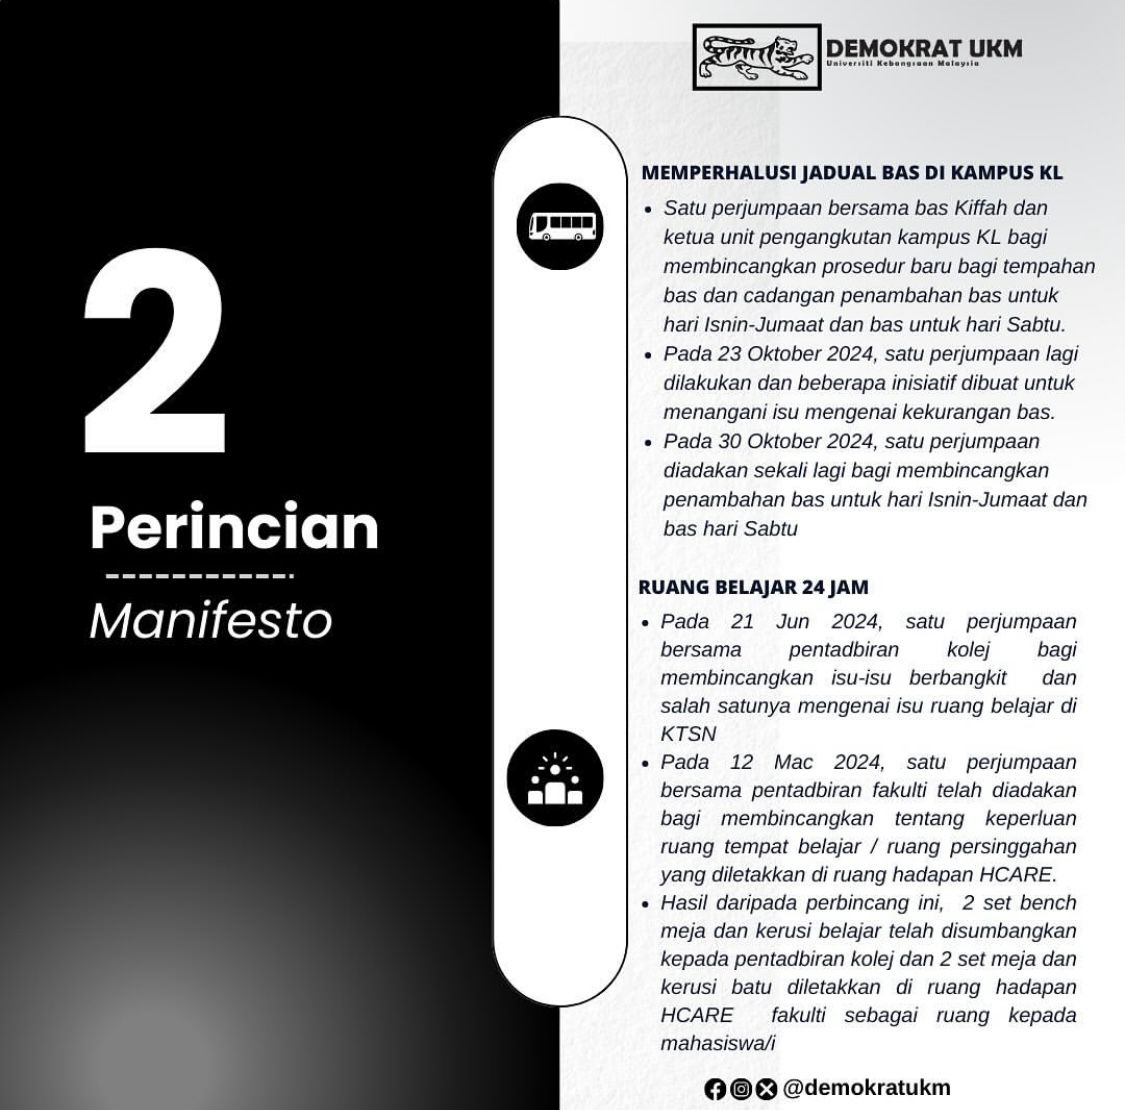 DEMOKRAT UKM
Universiti Kebangsaan Malaysia
2
Perincian
Manifesto
MEMPERHALUSI JADUAL BAS DI KAMPUS KL
• Satu perjumpaan bersama bas Kiffah dan
ketua unit pengangkutan kampus KL bagi
membincangkan prosedur baru bagi tempahan
bas dan cadangan penambahan bas untuk
hari Isnin-Jumaat dan bas untuk hari Sabtu.
• Pada 23 Oktober 2024, satu perjumpaan lagi
dilakukan dan beberapa inisiatif dibuat untuk
menangani isu mengenai kekurangan bas.
• Pada 30 Oktober 2024, satu perjumpaan
diadakan sekali lagi bagi membincangkan
penambahan bas untuk hari Isnin-Jumaat dan
bas hari Sabtu
RUANG BELAJAR 24 JAM
• Pada 21 Jun 2024, satu perjumpaan
bersama pentadbiran kolej bagi
membincangkan isu-isu berbangkit dan
salah satunya mengenai isu ruang belajar di
KTSN
• Pada 12 Mac 2024, satu perjumpaan
bersama pentadbiran fakulti telah diadakan
bagi membincangkan tentang keperluan
ruang tempat belajar / ruang persinggahan
yang diletakkan di ruang hadapan HCARE.
• Hasil daripada perbincang ini, 2 set bench
meja dan kerusi belajar telah disumbangkan
kepada pentadbiran kolej dan 2 set meja dan
kerusi batu diletakkan di ruang hadapan
HCARE fakulti sebagai ruang kepada
mahasiswa/i
@demokratukm